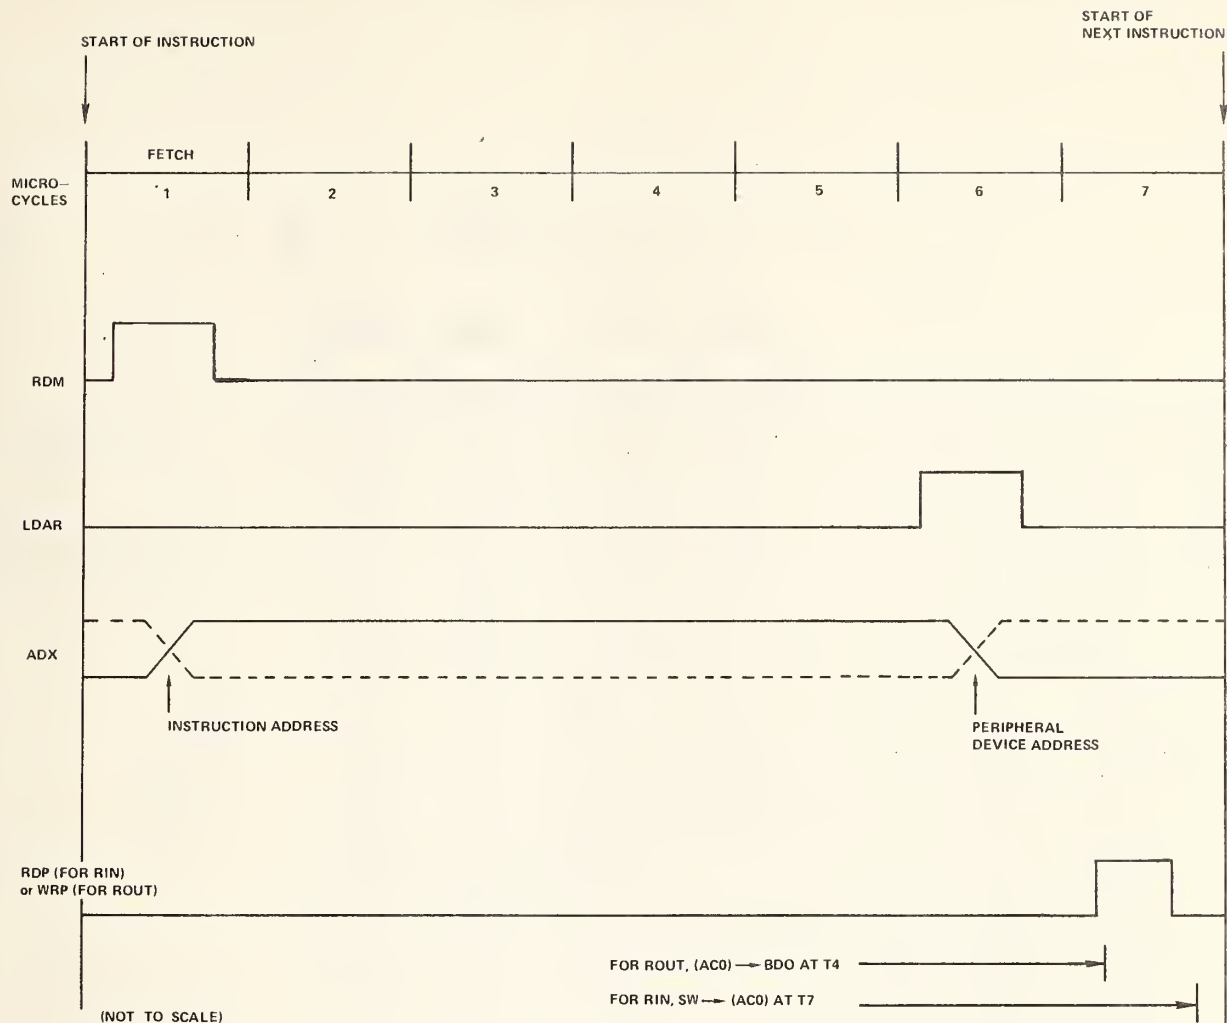 START OF INSTRUCTION
START OF
NEXT INSTRUCTION
FETCH
MICRO—
CYCLES
1
2
3
4
5
6
7
RDM
LDAR
ADX
INSTRUCTION ADDRESS
PERIPHERAL
DEVICE ADDRESS
RDP (FOR RIN)
or WRP (FOR ROUT)
FOR ROUT, (AC0) → BDO AT T4
FOR RIN, SW → (AC0) AT T7
(NOT TO SCALE)